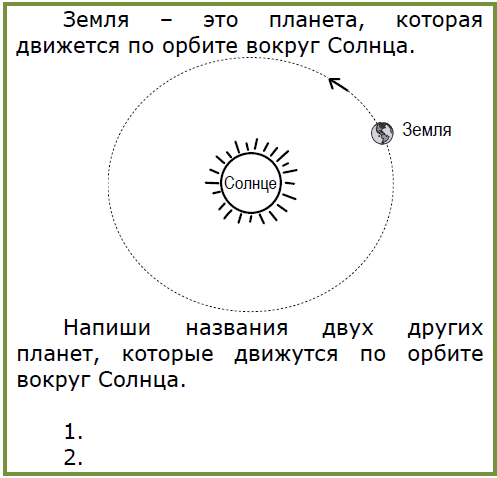 Земля – это планета, которая
движется по орбите вокруг Солнца.
Земля
Солнце
Напиши названия двух других
планет, которые движутся по орбите
вокруг Солнца.
1.
2.